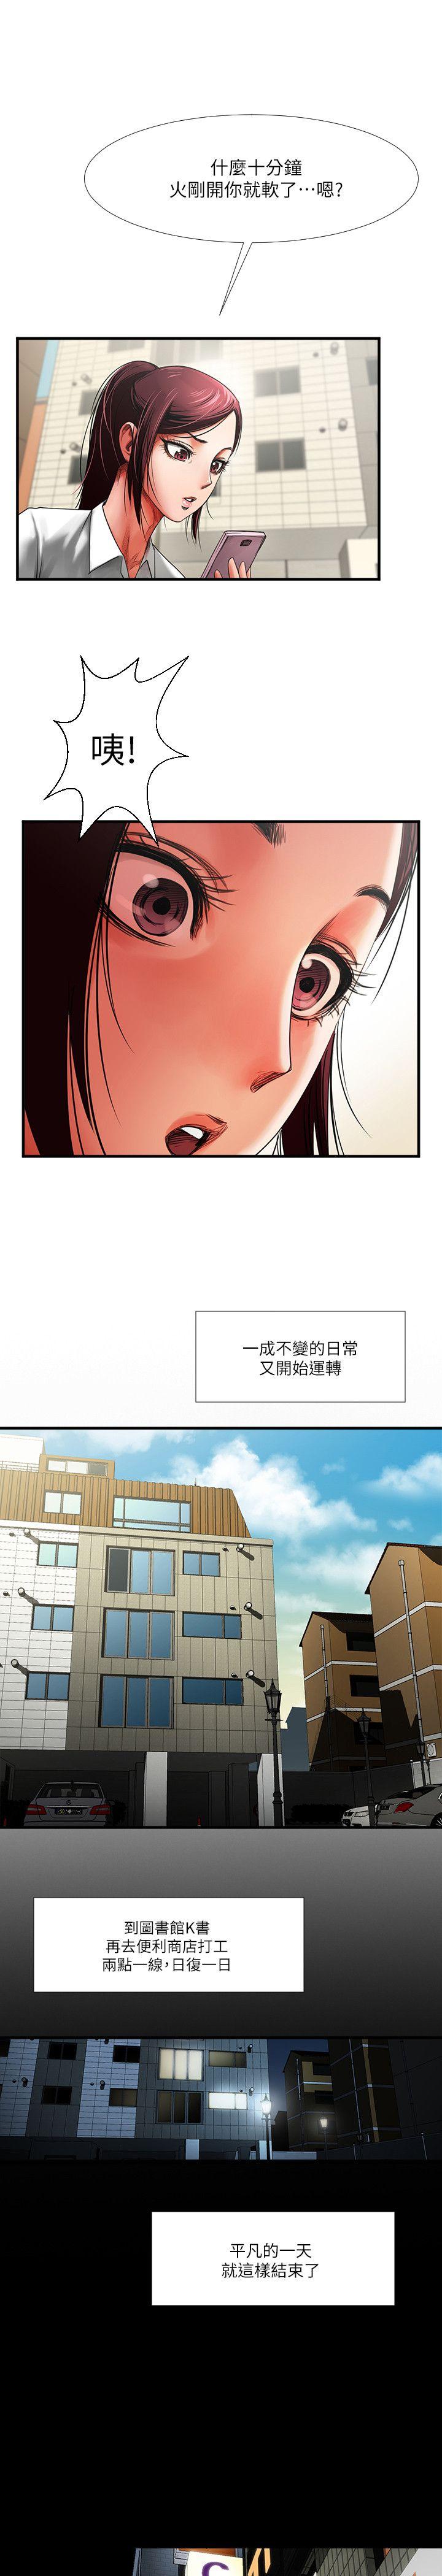 什麼十分鐘
火剛開你就軟了…嗯?
咦!
一成不變的日常
又開始運轉
到圖書館K書
再去便利商店打工
兩點一線,日復一日
平凡的一天
就這樣結束了